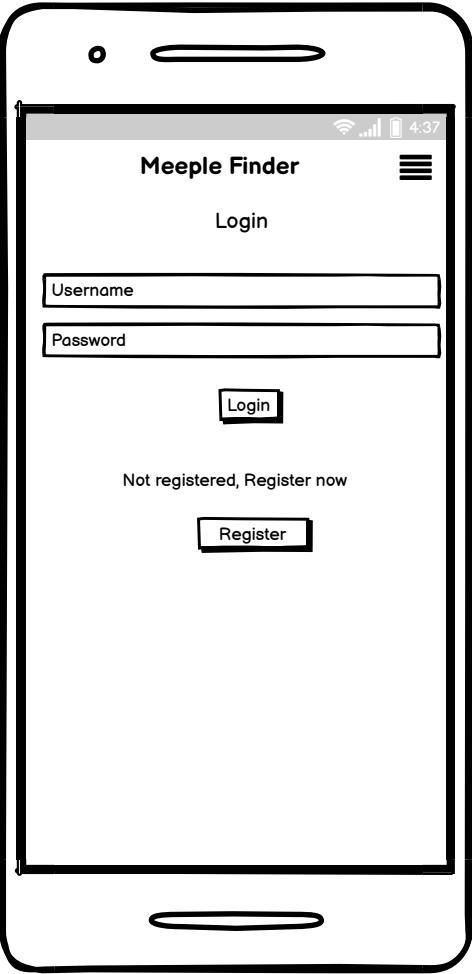 4:37
Meeple Finder
Login
Username
Password
Login
Not registered, Register now
Register